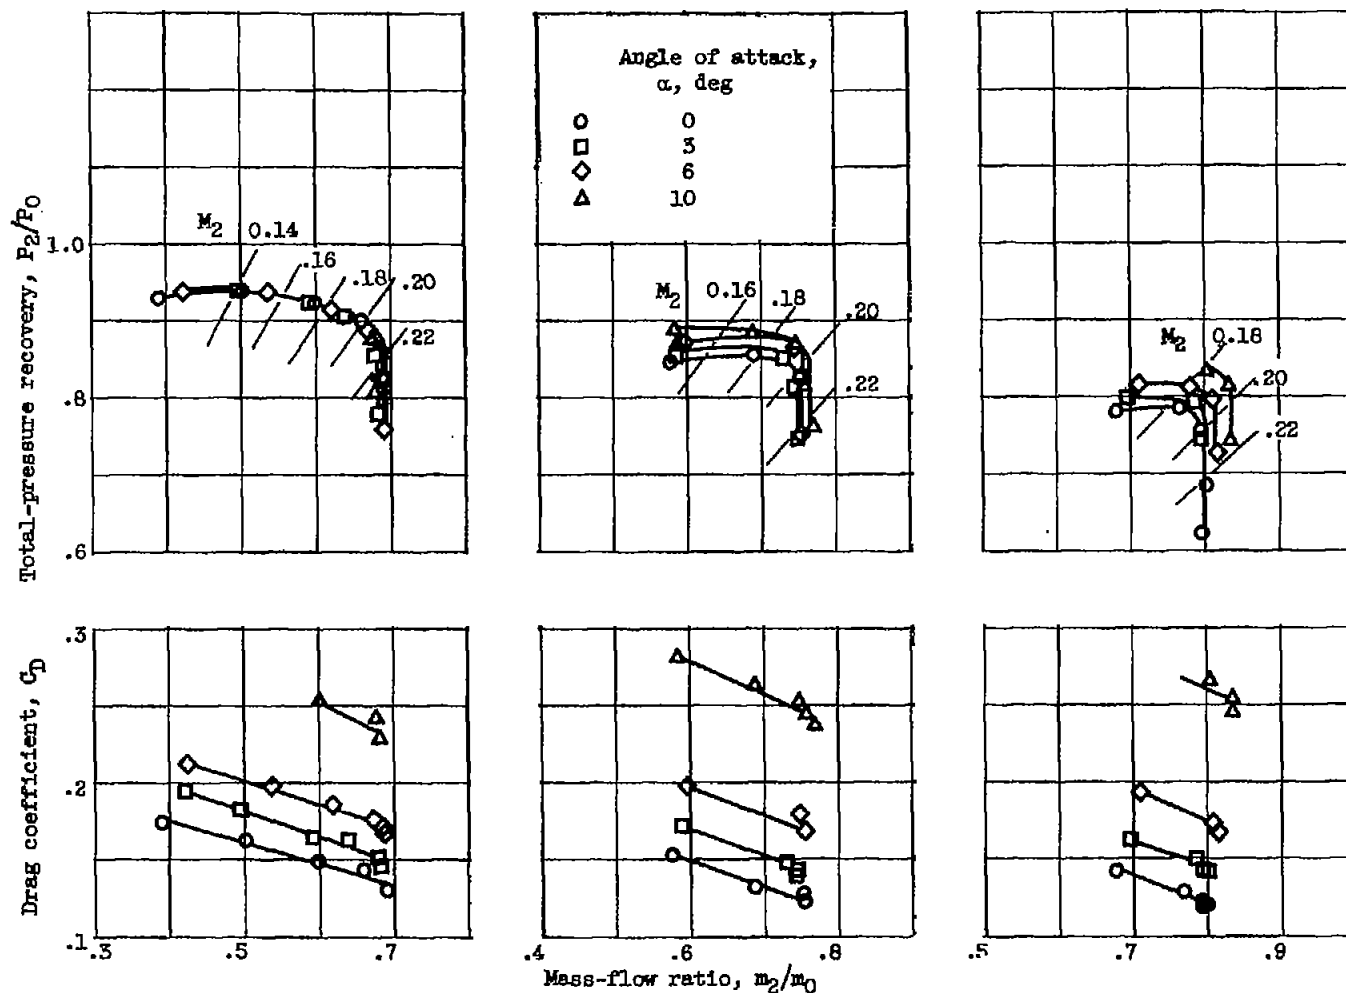 Angle of attack,
α, deg
0
3
6
10
Total-pressure recovery, P2/P0
1.0
.8
.6
M2 0.14
.16
.18
.20
.22
M2 0.16
.18
.20
.22
M2 0.18
.20
.22
Drag coefficient, CD
.3
.2
.1
.3 .5 .7
.4 .6 .8
.5 .7 .9
Mass-flow ratio, m2/m0